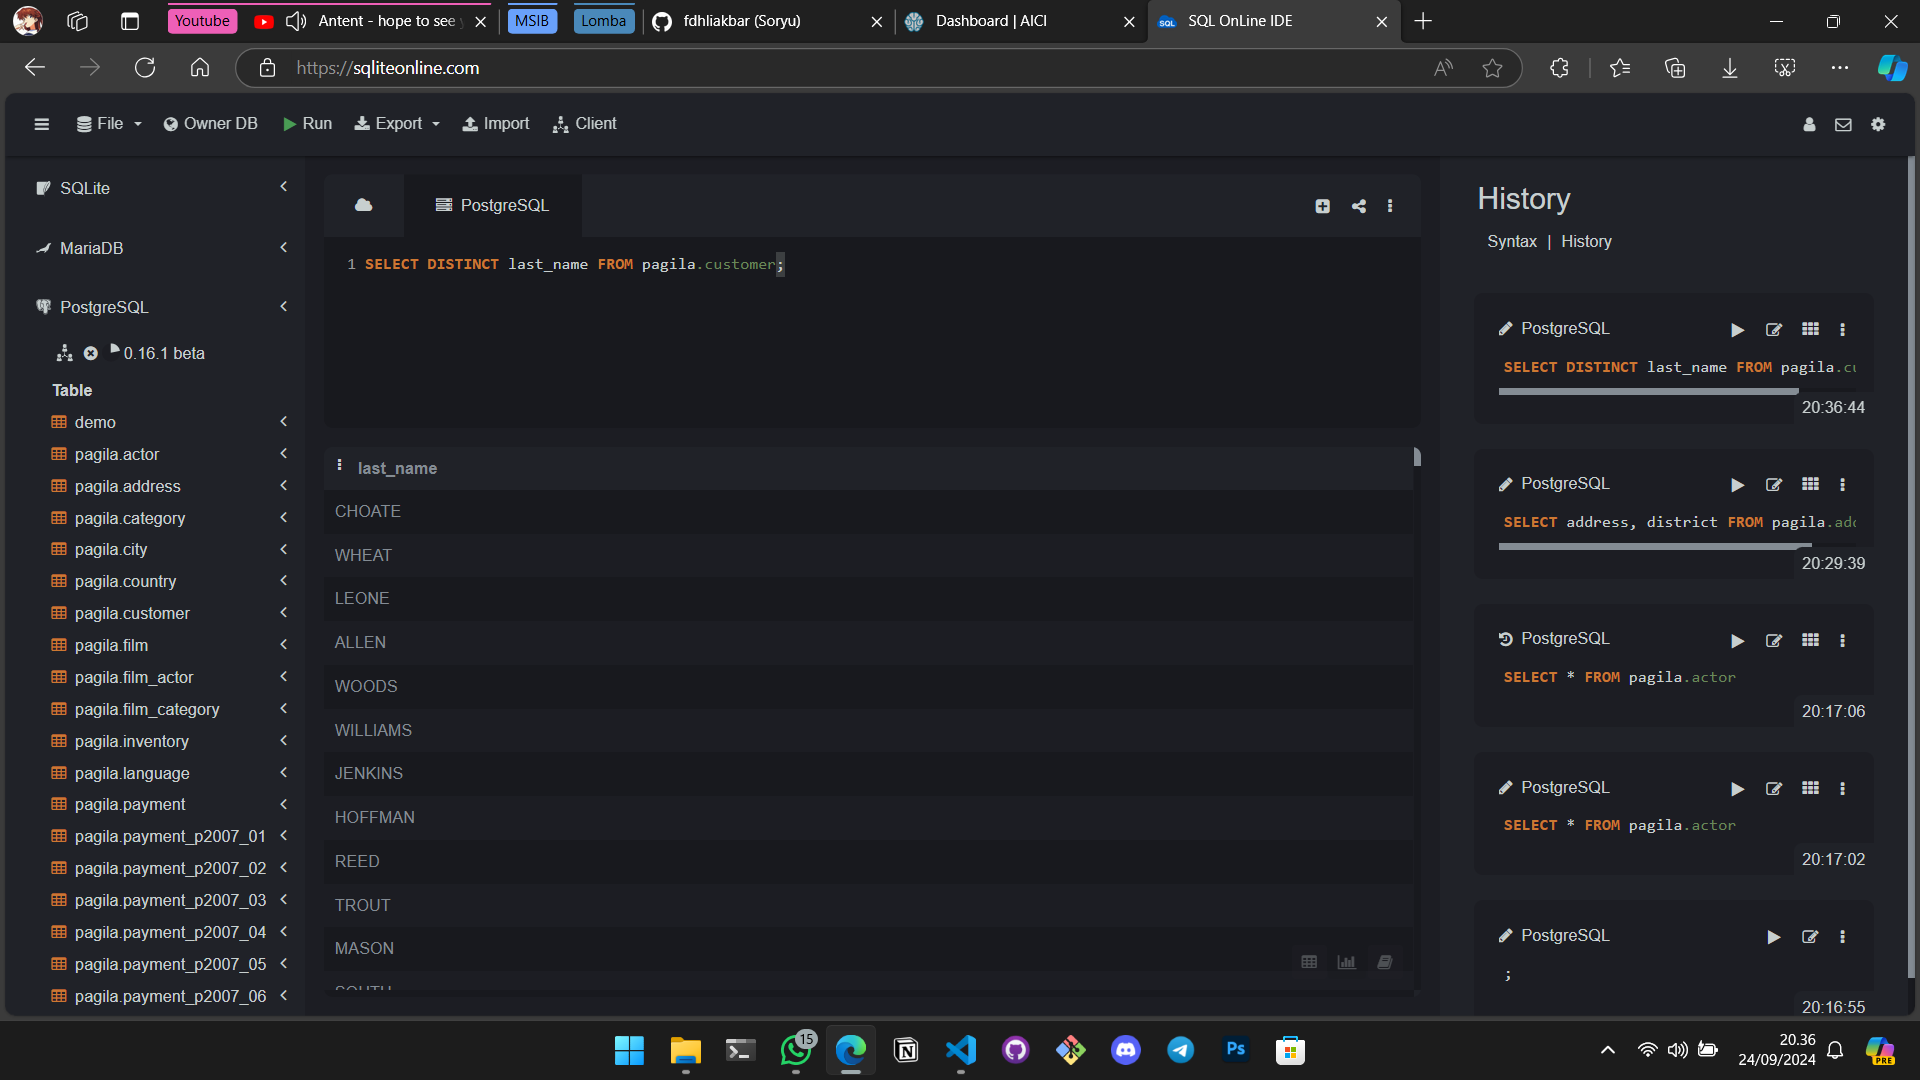 Youtube
Antent - hope to see y
MSIB
Lomba
fdhliakbar (Soryu)
Dashboard | AICI
SQL OnLine IDE
https://sqliteonline.com
File
Owner DB
Run
Export
Import
Client
SQLite
MariaDB
PostgreSQL
0.16.1 beta
Table
demo
pagila.actor
pagila.address
pagila.category
pagila.city
pagila.country
pagila.customer
pagila.film
pagila.film_actor
pagila.film_category
pagila.inventory
pagila.language
pagila.payment
pagila.payment_p2007_01
pagila.payment_p2007_02
pagila.payment_p2007_03
pagila.payment_p2007_04
pagila.payment_p2007_05
pagila.payment_p2007_06
PostgreSQL
1 SELECT DISTINCT last_name FROM pagila.customer;
last_name
CHOATE
WHEAT
LEONE
ALLEN
WOODS
WILLIAMS
JENKINS
HOFFMAN
REED
TROUT
MASON
SOUTH
History
Syntax | History
PostgreSQL
SELECT DISTINCT last_name FROM pagila.cu
20:36:44
PostgreSQL
SELECT address, district FROM pagila.add
20:29:39
PostgreSQL
SELECT * FROM pagila.actor
20:17:06
PostgreSQL
SELECT * FROM pagila.actor
20:17:02
PostgreSQL
;
20:16:55
15
Ps
20.36
24/09/2024
PRE